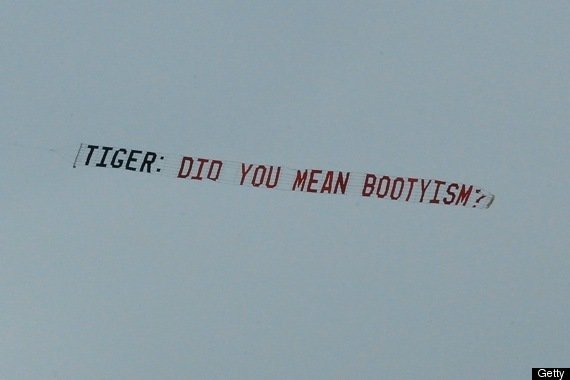 TIGER: DID YOU MEAN BOOTYISM?
Getty